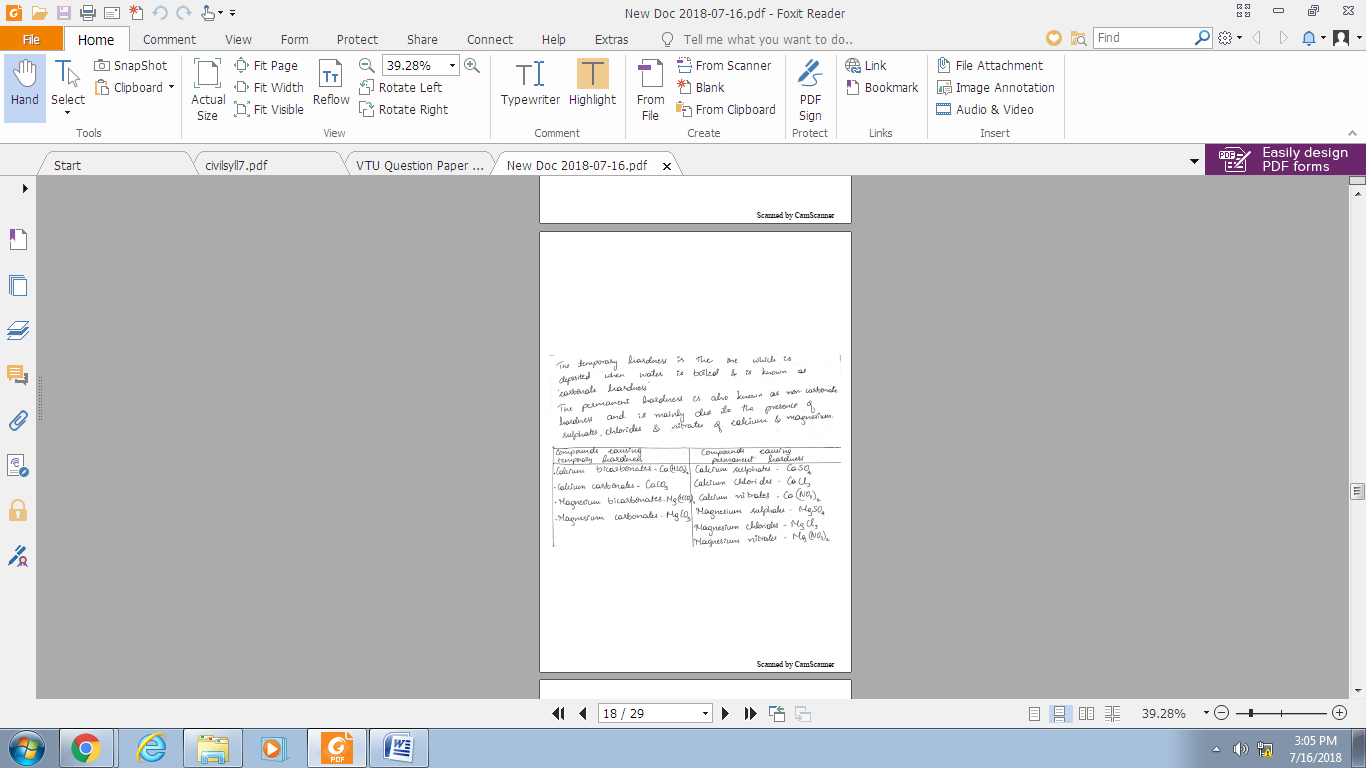 New Doc 2018-07-16.pdf - Foxit Reader
File Home Comment View Form Protect Share Connect Help Extras Tell me what you want to do.. Find
Hand
Select
SnapShot
Clipboard
Tools
Actual Size
Fit Page
Fit Width
Fit Visible
Reflow
39.28%
Rotate Left
Rotate Right
View
Typewriter
Highlight
Comment
From File
From Scanner
Blank
From Clipboard
Create
PDF Sign
Protect
Link
Bookmark
Links
File Attachment
Image Annotation
Audio & Video
Insert
Start civilsyll7.pdf VTU Question Paper ... New Doc 2018-07-16.pdf
PDF Easily design
PDF forms
Scanned by CamScanner
The temporary hardness is the one which is
deposited when water is boiled & is known as
'carbonate hardness'
The permanent hardness is also known as non carbonate
hardness and is mainly due to the presence of
sulphates, chlorides & nitrates of calcium & magnesium.
Compounds causing temporary hardness
Compounds causing permanent hardness
Calcium bicarbonates - Ca(HCO3)2
Calcium sulphates - CaSO4
Calcium carbonates - CaCO3
Calcium chlorides - CaCl3
Magnesium bicarbonates - Mg(HCO3)2
Calcium nitrates - Ca(NO3)2
Magnesium carbonates - MgCO3
Magnesium sulphate - MgSO4
Magnesium chlorides - MgCl3
Magnesium nitrates - Mg(NO3)2
Scanned by CamScanner
18 / 29
39.28%
PDF
3:05 PM
7/16/2018